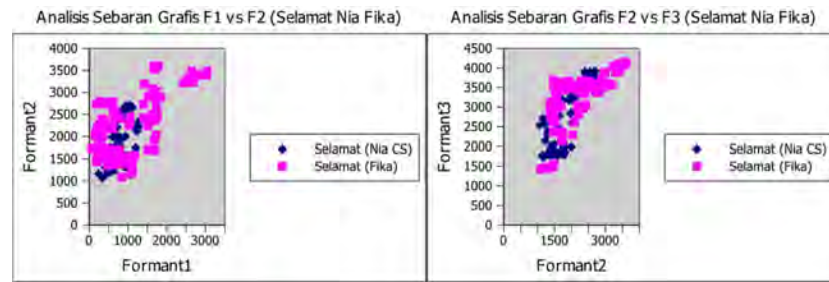 Analisis Sebaran Grafis F1 vs F2 (Selamat Nia Fika)
4000
3500
3000
2500
2000
1500
1000
500
0
Formant2
0 1000 2000 3000
Formant1
Selamat (Nia CS)
Selamat (Fika)
Analisis Sebaran Grafis F2 vs F3 (Selamat Nia Fika)
4500
4000
3500
3000
2500
2000
1500
1000
500
0
Formant3
0 1500 3000
Formant2
Selamat (Nia CS)
Selamat (Fika)